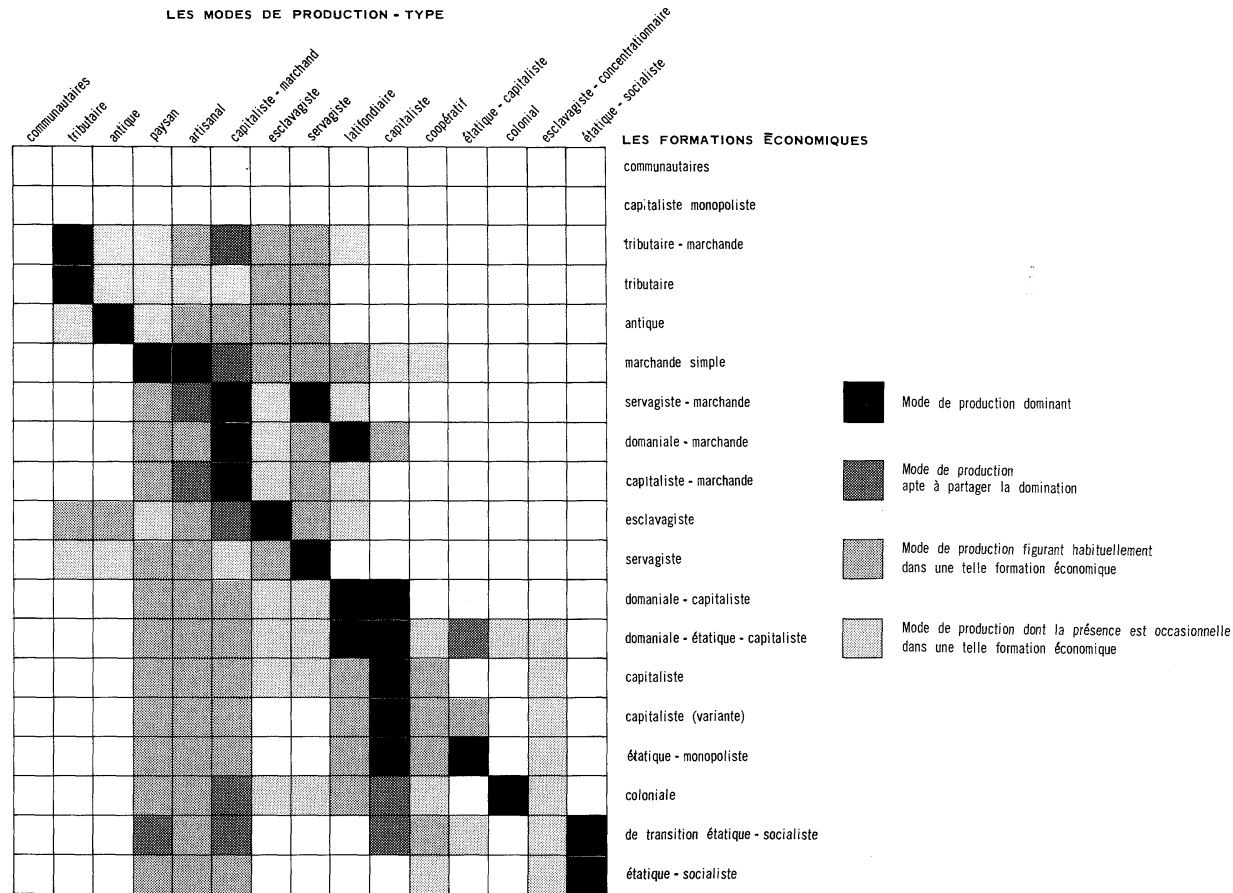 LES MODES DE PRODUCTION - TYPE
communautaires
tributaire
antique
paysan
artisanal
capitaliste - marchand
esclavagiste
servagiste
latifondiaire
capitaliste
coopératif
étatique - capitaliste
colonial
esclavagiste - concentrationnaire
étatique - socialiste
LES FORMATIONS ÉCONOMIQUES
communautaires
capitaliste monopoliste
tributaire - marchande
tributaire
antique
marchande simple
servagiste - marchande
domaniale - marchande
capitaliste - marchande
esclavagiste
servagiste
domaniale - capitaliste
domaniale - étatique - capitaliste
capitaliste
capitaliste (variante)
étatique - monopoliste
coloniale
de transition étatique - socialiste
étatique - socialiste
Mode de production dominant
Mode de production
apte à partager la domination
Mode de production figurant habituellement
dans une telle formation économique
Mode de production dont la présence est occasionnelle
dans une telle formation économique